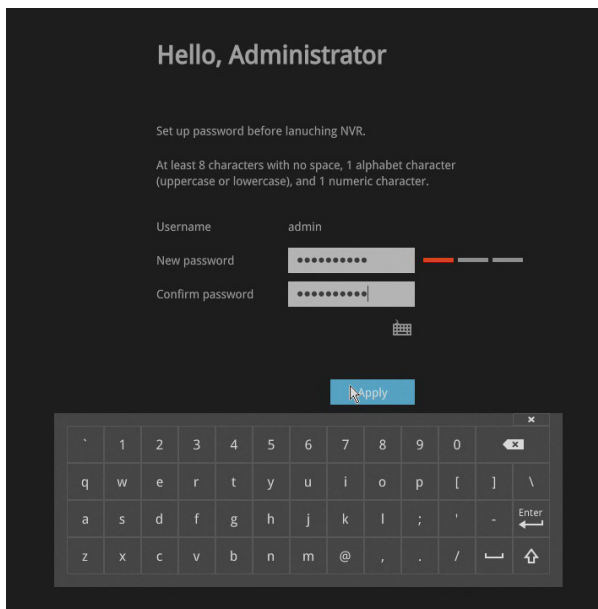 Hello, Administrator
Set up password before lanuching NVR.
At least 8 characters with no space, 1 alphabet character
(uppercase or lowercase), and 1 numeric character.
Username admin
New password ••••••••••
Confirm password ••••••••••
Apply
` 1 2 3 4 5 6 7 8 9 0
q w e r t y u i o p [ ] \
a s d f g h j k l ; ' - Enter
z x c v b n m @ , . /